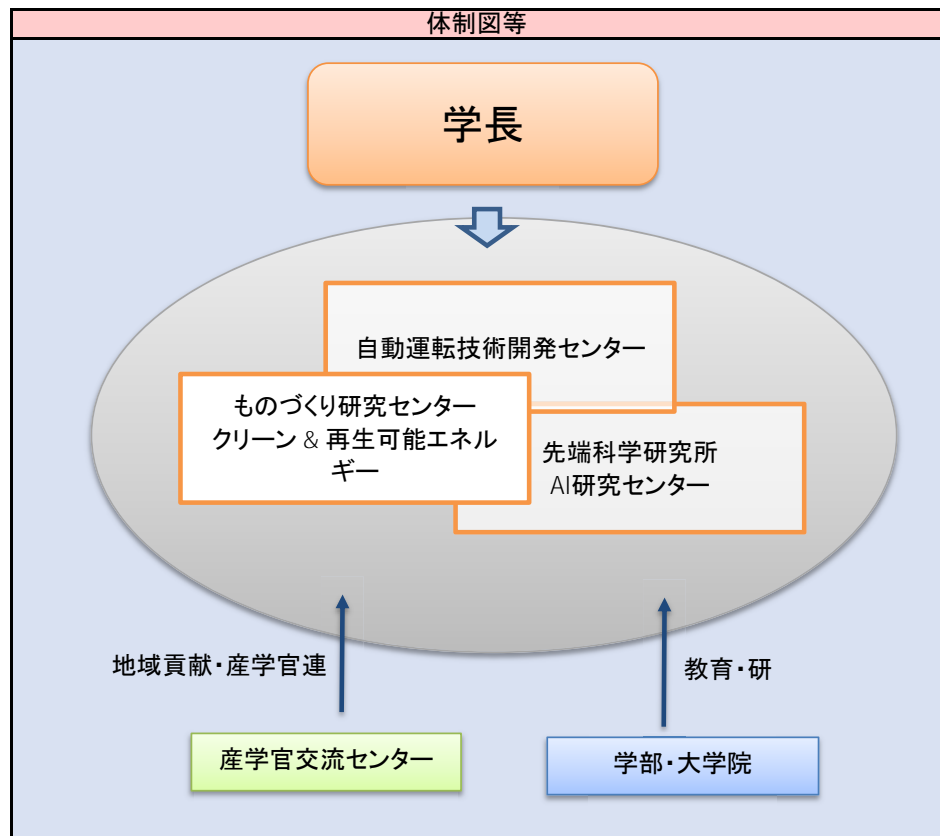 体制図等
学長
自動運転技術開発センター
ものづくり研究センター
クリーン & 再生可能エネル
ギー
先端科学研究所
AI研究センター
地域貢献・産学官連
教育・研
産学官交流センター
学部・大学院